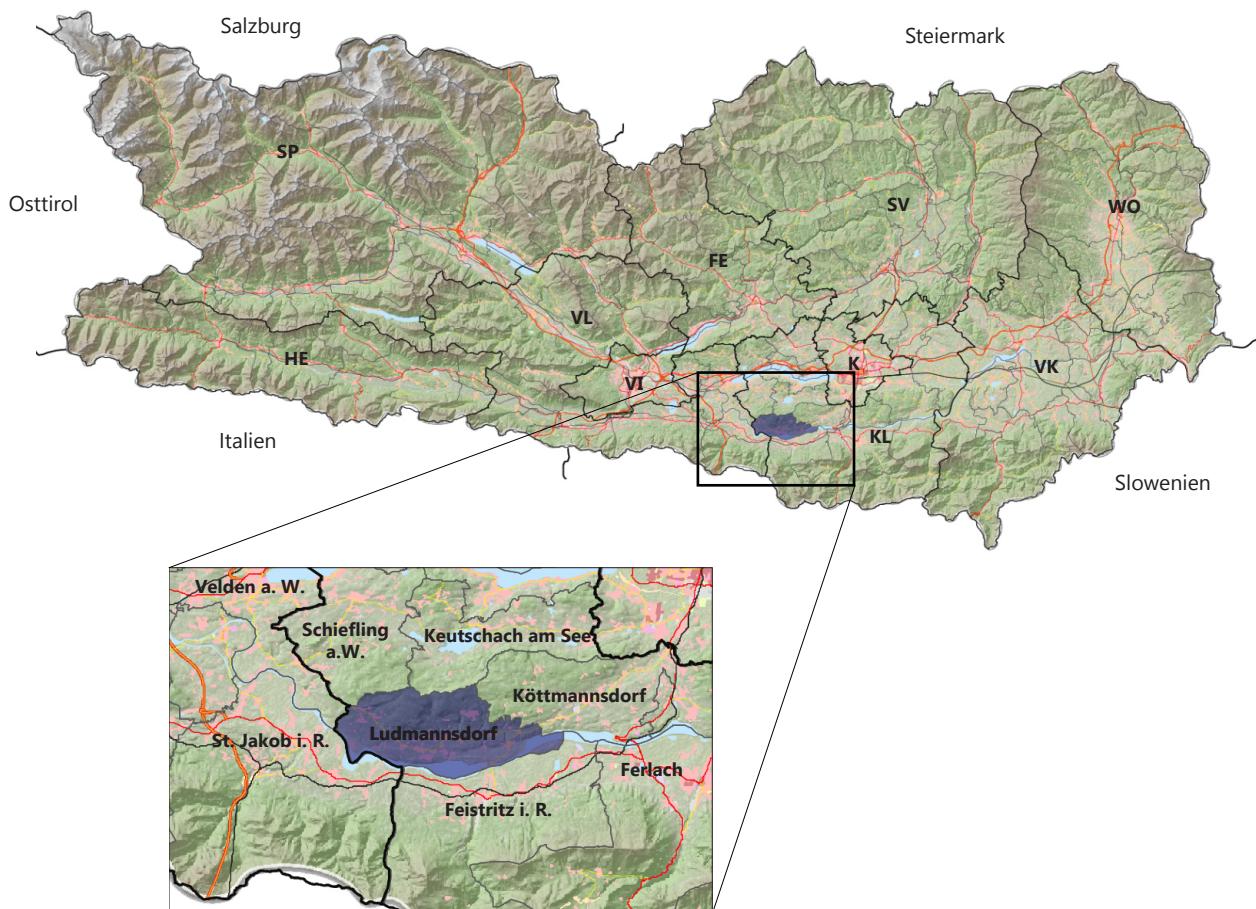 Salzburg
Steiermark
SP
Osttirol
SV
WO
FE
VL
HE
VI
K
VK
KL
Italien
Slowenien
Velden a. W.
Schiefling
a.W.
Keutschach am See
Köttmannsdorf
Ludmannsdorf
St. Jakob i. R.
Ferlach
Feistritz i. R.